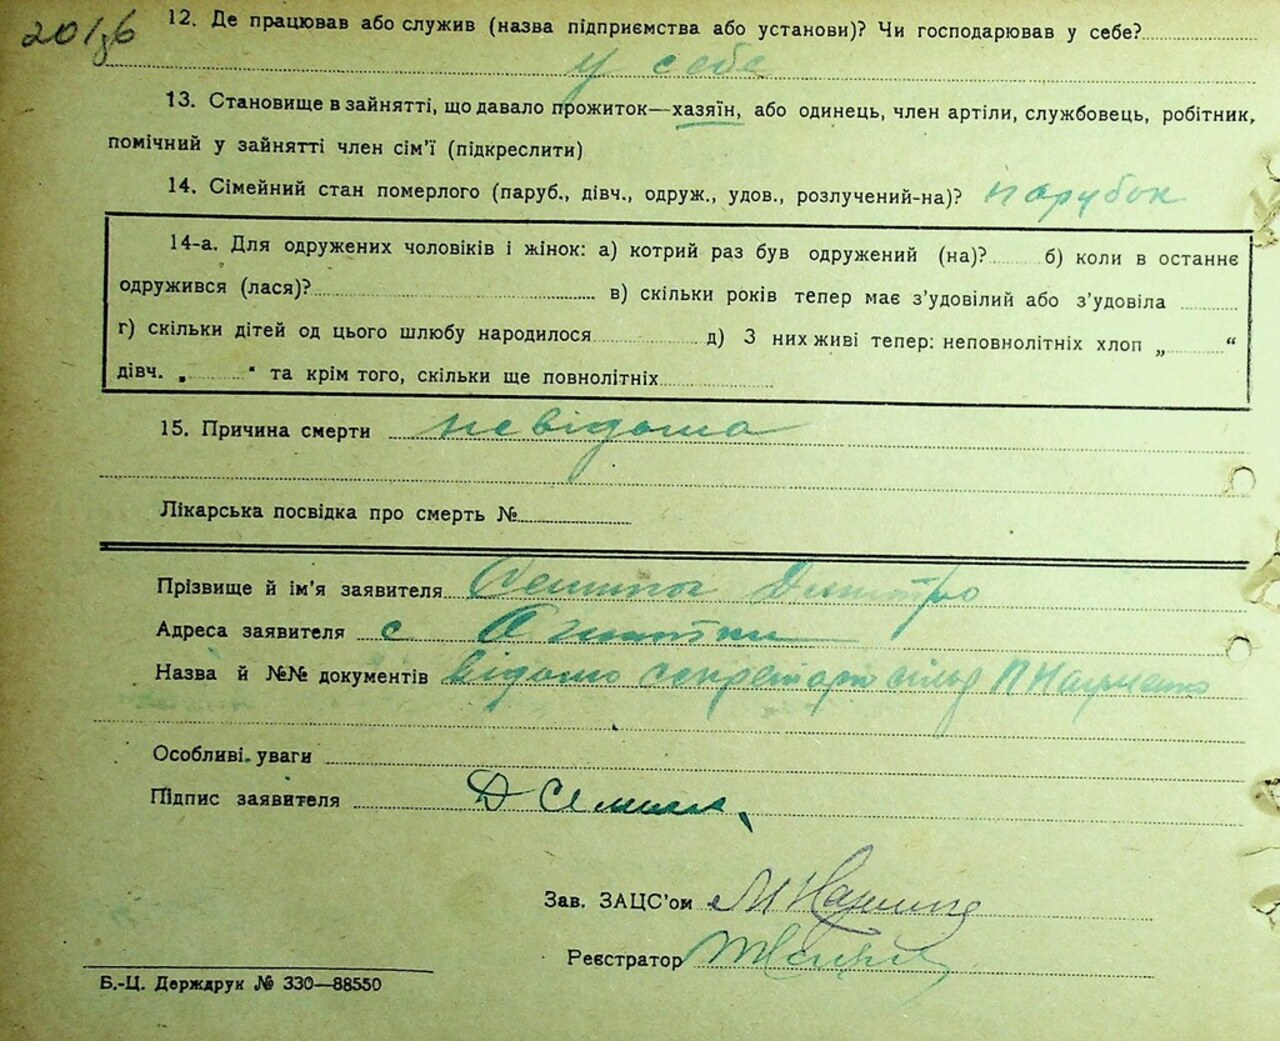 12. Де працював або служив (назва підприємства або установи)? Чи господарював у себе?
у себе
13. Становище в зайнятті, що давало прожиток—хазяїн, або одинець, член артіли, службовець, робітник,
помічний у зайнятті член сім'ї (підкреслити)
14. Сімейний стан померлого (паруб., дівч., одруж., удов., розлучений-на)? парубок
14-а. Для одружених чоловіків і жінок: а) котрий раз був одружений (на)? б) коли в останнє
одружився (лася)? в) скільки років тепер має з'удовілий або з'удовіла
г) скільки дітей од цього шлюбу народилося д) З них живі тепер: неповнолітніх хлоп „ “
дівч. „ “ та крім того, скільки ще повнолітніх
15. Причина смерти невідома
Лікарська посвідка про смерть №
Прізвище й ім'я заявителя Дмитро
Адреса заявителя с
Назва й №№ документів відомо секретарю П Науменко
Особливі уваги
Підпис заявителя Д
Зав. ЗАЦС'ом
Реєстратор
Б.-Ц. Держдрук № 330—88550